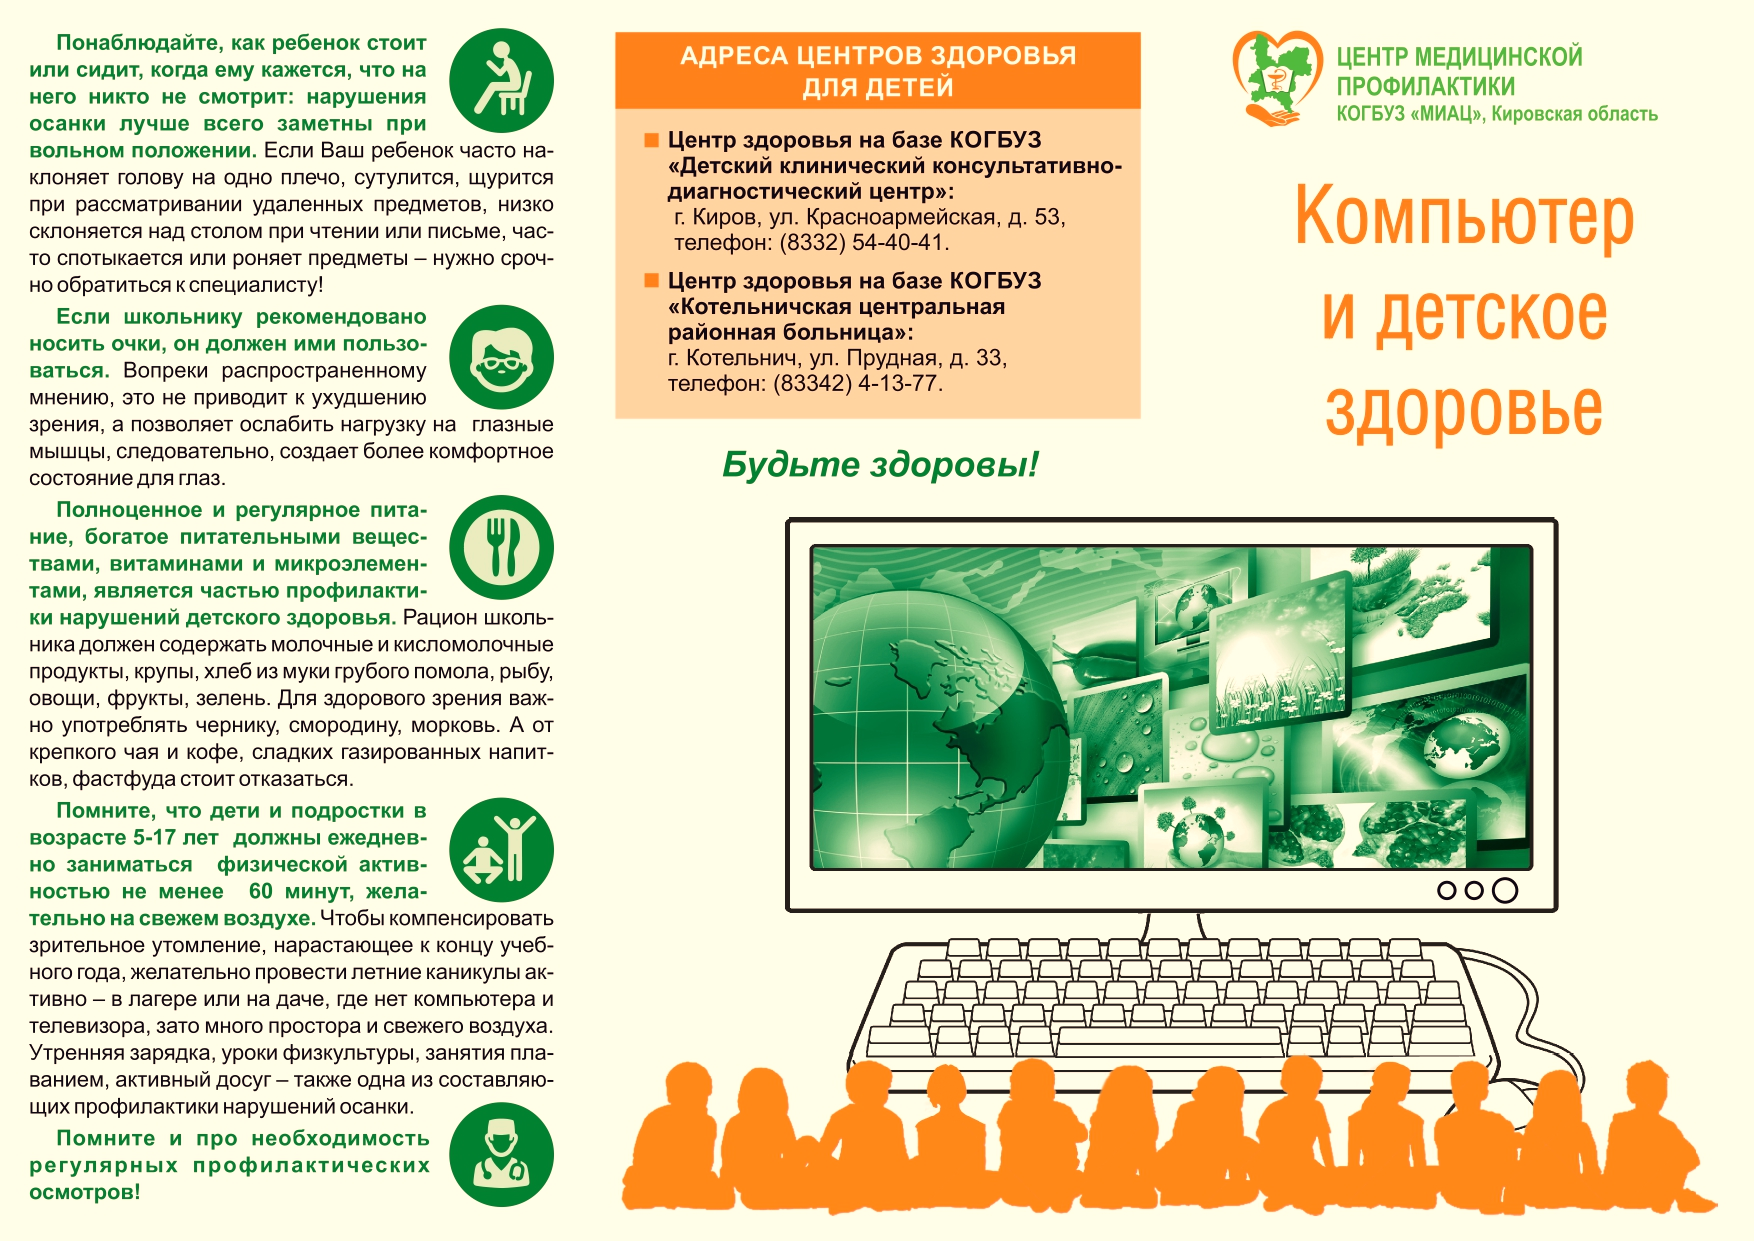 Понаблюдайте, как ребенок стоит
или сидит, когда ему кажется, что на
него никто не смотрит: нарушения
осанки лучше всего заметны при
вольном положении. Если Ваш ребенок часто на-
клоняет голову на одно плечо, сутулится, щурится
при рассматривании удаленных предметов, низко
склоняется над столом при чтении или письме, час-
то спотыкается или роняет предметы – нужно сроч-
но обратиться к специалисту!
Если школьнику рекомендовано
носить очки, он должен ими пользо-
ваться. Вопреки распространенному
мнению, это не приводит к ухудшению
зрения, а позволяет ослабить нагрузку на глазные
мышцы, следовательно, создает более комфортное
состояние для глаз.
Полноценное и регулярное пита-
ние, богатое питательными вещес-
твами, витаминами и микроэлемен-
тами, является частью профилакти-
ки нарушений детского здоровья. Рацион школь-
ника должен содержать молочные и кисломолочные
продукты, крупы, хлеб из муки грубого помола, рыбу,
овощи, фрукты, зелень. Для здорового зрения важ-
но употреблять чернику, смородину, морковь. А от
крепкого чая и кофе, сладких газированных напит-
ков, фастфуда стоит отказаться.
Помните, что дети и подростки в
возрасте 5-17 лет должны ежеднев-
но заниматься физической актив-
ностью не менее 60 минут, жела-
тельно на свежем воздухе. Чтобы компенсировать
зрительное утомление, нарастающее к концу учеб-
ного года, желательно провести летние каникулы ак-
тивно – в лагере или на даче, где нет компьютера и
телевизора, зато много простора и свежего воздуха.
Утренняя зарядка, уроки физкультуры, занятия пла-
ванием, активный досуг – также одна из составляю-
щих профилактики нарушений осанки.
Помните и про необходимость
регулярных профилактических
осмотров!
АДРЕСА ЦЕНТРОВ ЗДОРОВЬЯ
ДЛЯ ДЕТЕЙ
Центр здоровья на базе КОГБУЗ
«Детский клинический консультативно-
диагностический центр»:
г. Киров, ул. Красноармейская, д. 53,
телефон: (8332) 54-40-41.
Центр здоровья на базе КОГБУЗ
«Котельничская центральная
районная больница»:
г. Котельнич, ул. Прудная, д. 33,
телефон: (83342) 4-13-77.
Будьте здоровы!
ЦЕНТР МЕДИЦИНСКОЙ
ПРОФИЛАКТИКИ
КОГБУЗ «МИАЦ», Кировская область
Компьютер
и детское
здоровье